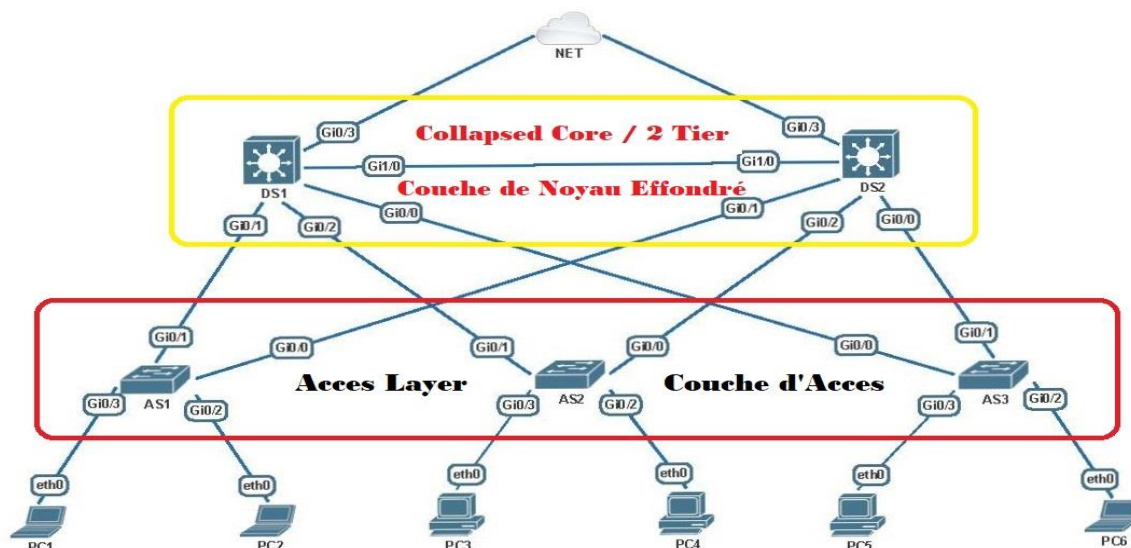 NET
Gi0/3
Gi0/3
Collapsed Core / 2 Tier
Gi1/0
Gi1/0
DS1
DS2
Couche de Noyau Effondré
Gi0/1
Gi0/2
Gi0/0
Gi0/1
Gi0/2
Gi0/0
Gi0/1
Gi0/0
Gi0/1
Gi0/0
Gi0/0
Gi0/1
Acces Layer
Couche d'Acces
AS1
AS2
AS3
Gi0/3
Gi0/2
Gi0/3
Gi0/2
Gi0/3
Gi0/2
eth0
eth0
eth0
eth0
eth0
eth0
PC1
PC2
PC3
PC4
PC5
PC6